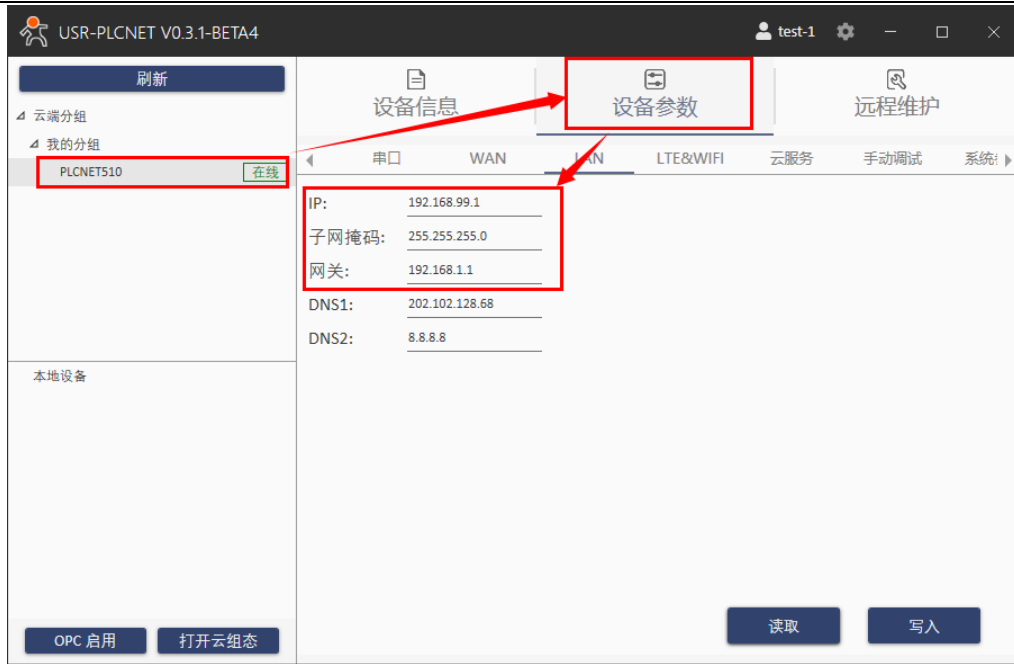 USR-PLCNET V0.3.1-BETA4
test-1
刷新
云端分组
我的分组
PLCNET510 在线
本地设备
OPC 启用
打开云组态
设备信息
设备参数
远程维护
串口 WAN LAN LTE&WIFI 云服务 手动调试 系统
IP: 192.168.99.1
子网掩码: 255.255.255.0
网关: 192.168.1.1
DNS1: 202.102.128.68
DNS2: 8.8.8.8
读取
写入